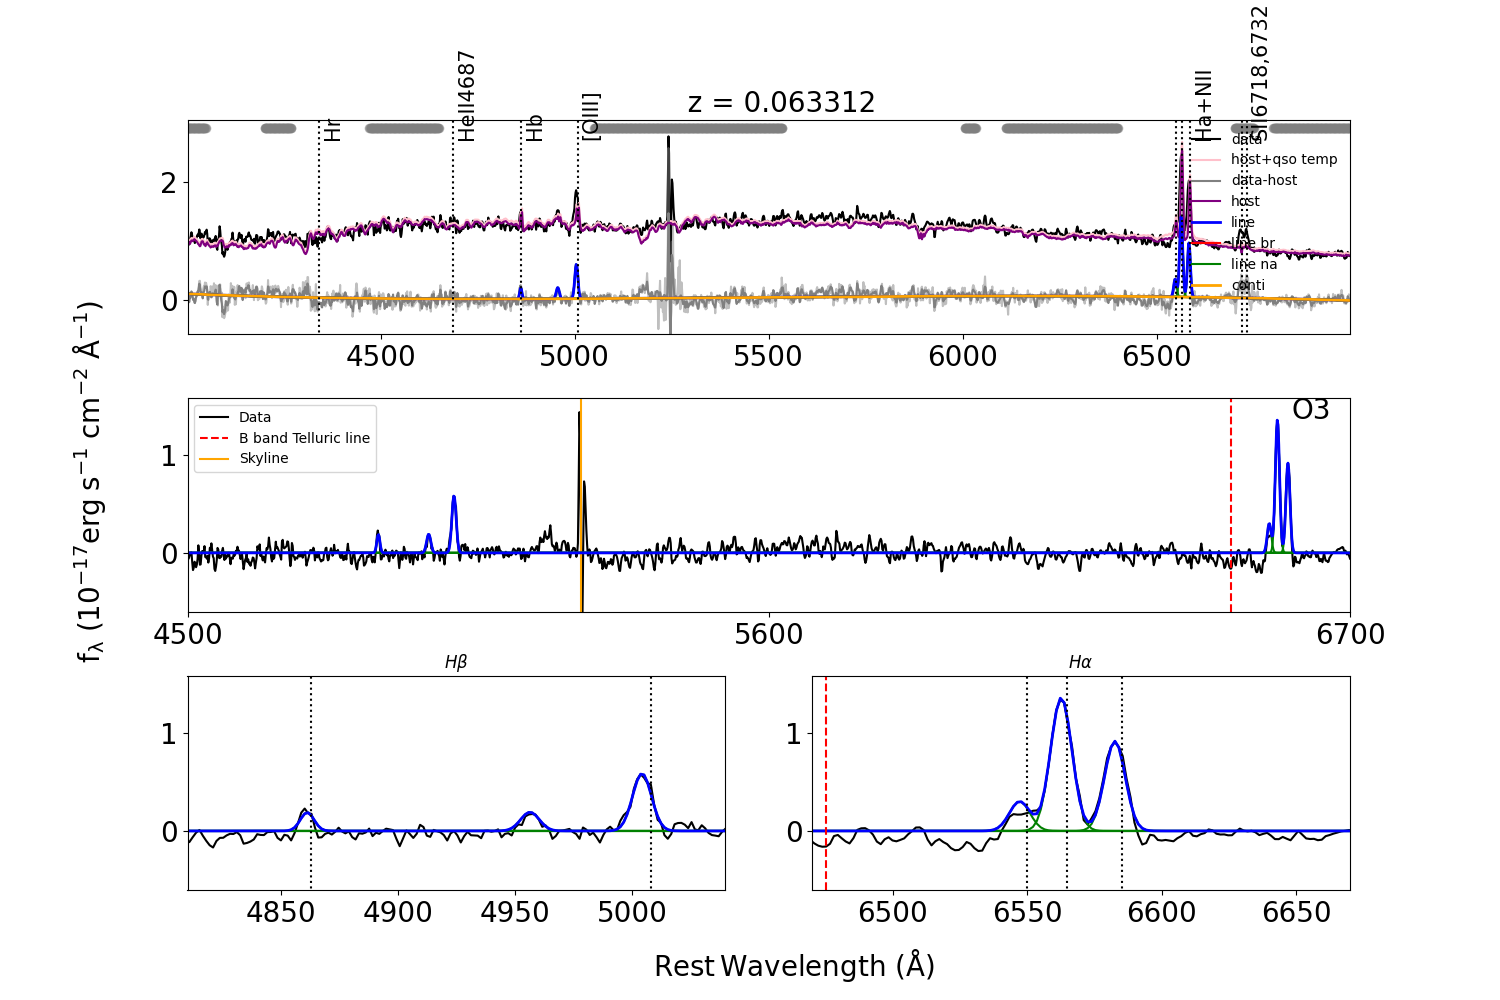 z = 0.063312
Hr
HeII4687
Hb
[OIII]
Ha+NII
SII6718,6732
data
host+qso temp
data-host
host
line
line br
line na
conti
2
0
4500 5000 5500 6000 6500
f_λ (10^−17 erg s^−1 cm^−2 Å^−1)
Data
B band Telluric line
Skyline
O3
1
0
4500 5600 6700
Hβ
1
0
4850 4900 4950 5000
Hα
1
0
6500 6550 6600 6650
Rest Wavelength (Å)